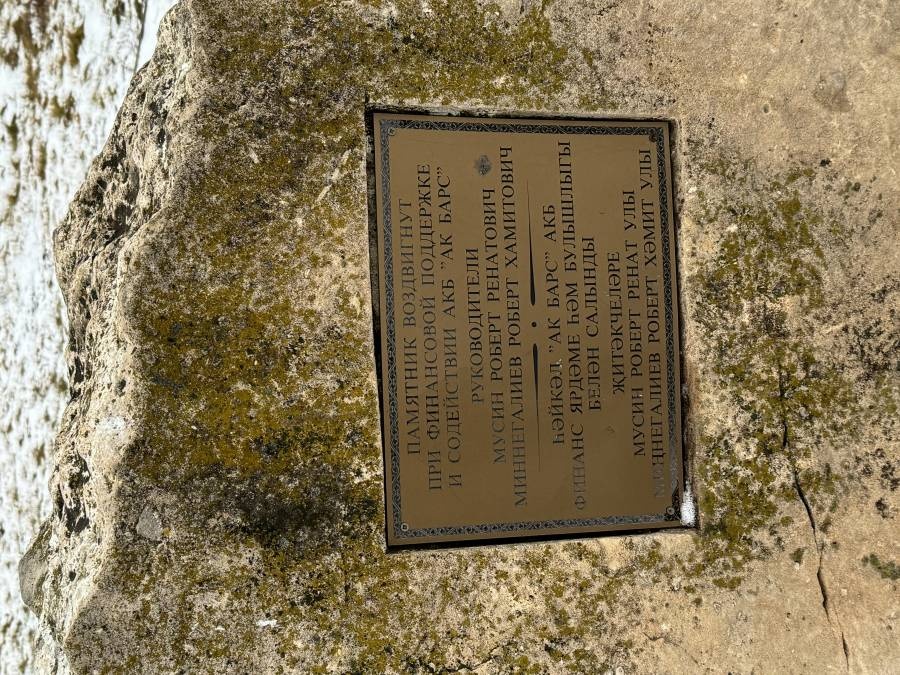 ПАМЯТНИК ВОЗДВИГНУТ
ПРИ ФИНАНСОВОЙ ПОДДЕРЖКЕ
И СОДЕЙСТВИИ АКБ "АК БАРС"
РУКОВОДИТЕЛИ
МУСИН РОБЕРТ РЕНАТОВИЧ
МИННЕГАЛИЕВ РОБЕРТ ХАМИТОВИЧ
ҺӘЙКӘЛ "АК БАРС" АКБ
ФИНАНС ЯРДӘМЕ ҺӘМ БУЛЫШЛЫГЫ
БЕЛӘН САЛЫНДЫ
ҖИТӘКЧЕЛӘРЕ
МУСИН РОБЕРТ РЕНАТ УЛЫ
МИҢНЕГАЛИЕВ РОБЕРТ ХӘМИТ УЛЫ